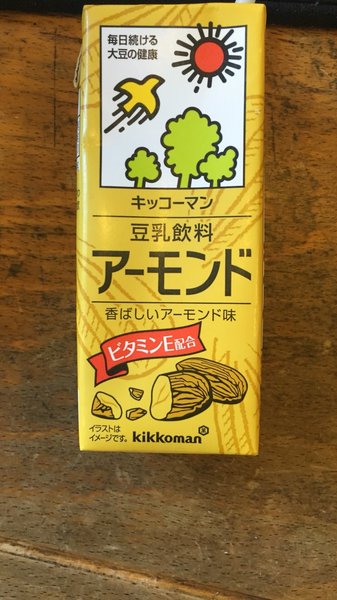 毎日続ける
大豆の健康
キッコーマン
豆乳飲料
アーモンド
香ばしいアーモンド味
ビタミンE配合
イラストは
イメージです。
kikkoman